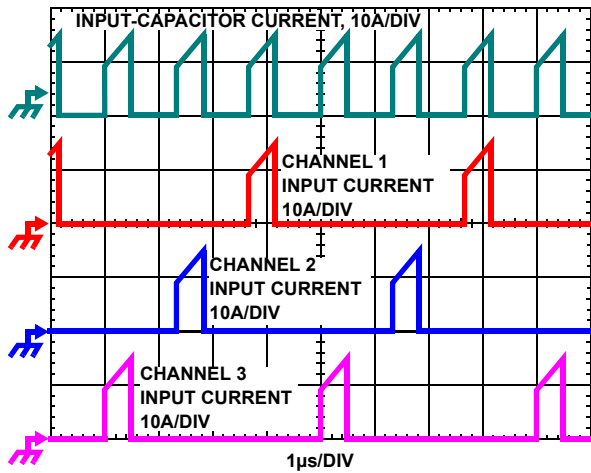 INPUT-CAPACITOR CURRENT, 10A/DIV
CHANNEL 1
INPUT CURRENT
10A/DIV
CHANNEL 2
INPUT CURRENT
10A/DIV
CHANNEL 3
INPUT CURRENT
10A/DIV
1µs/DIV